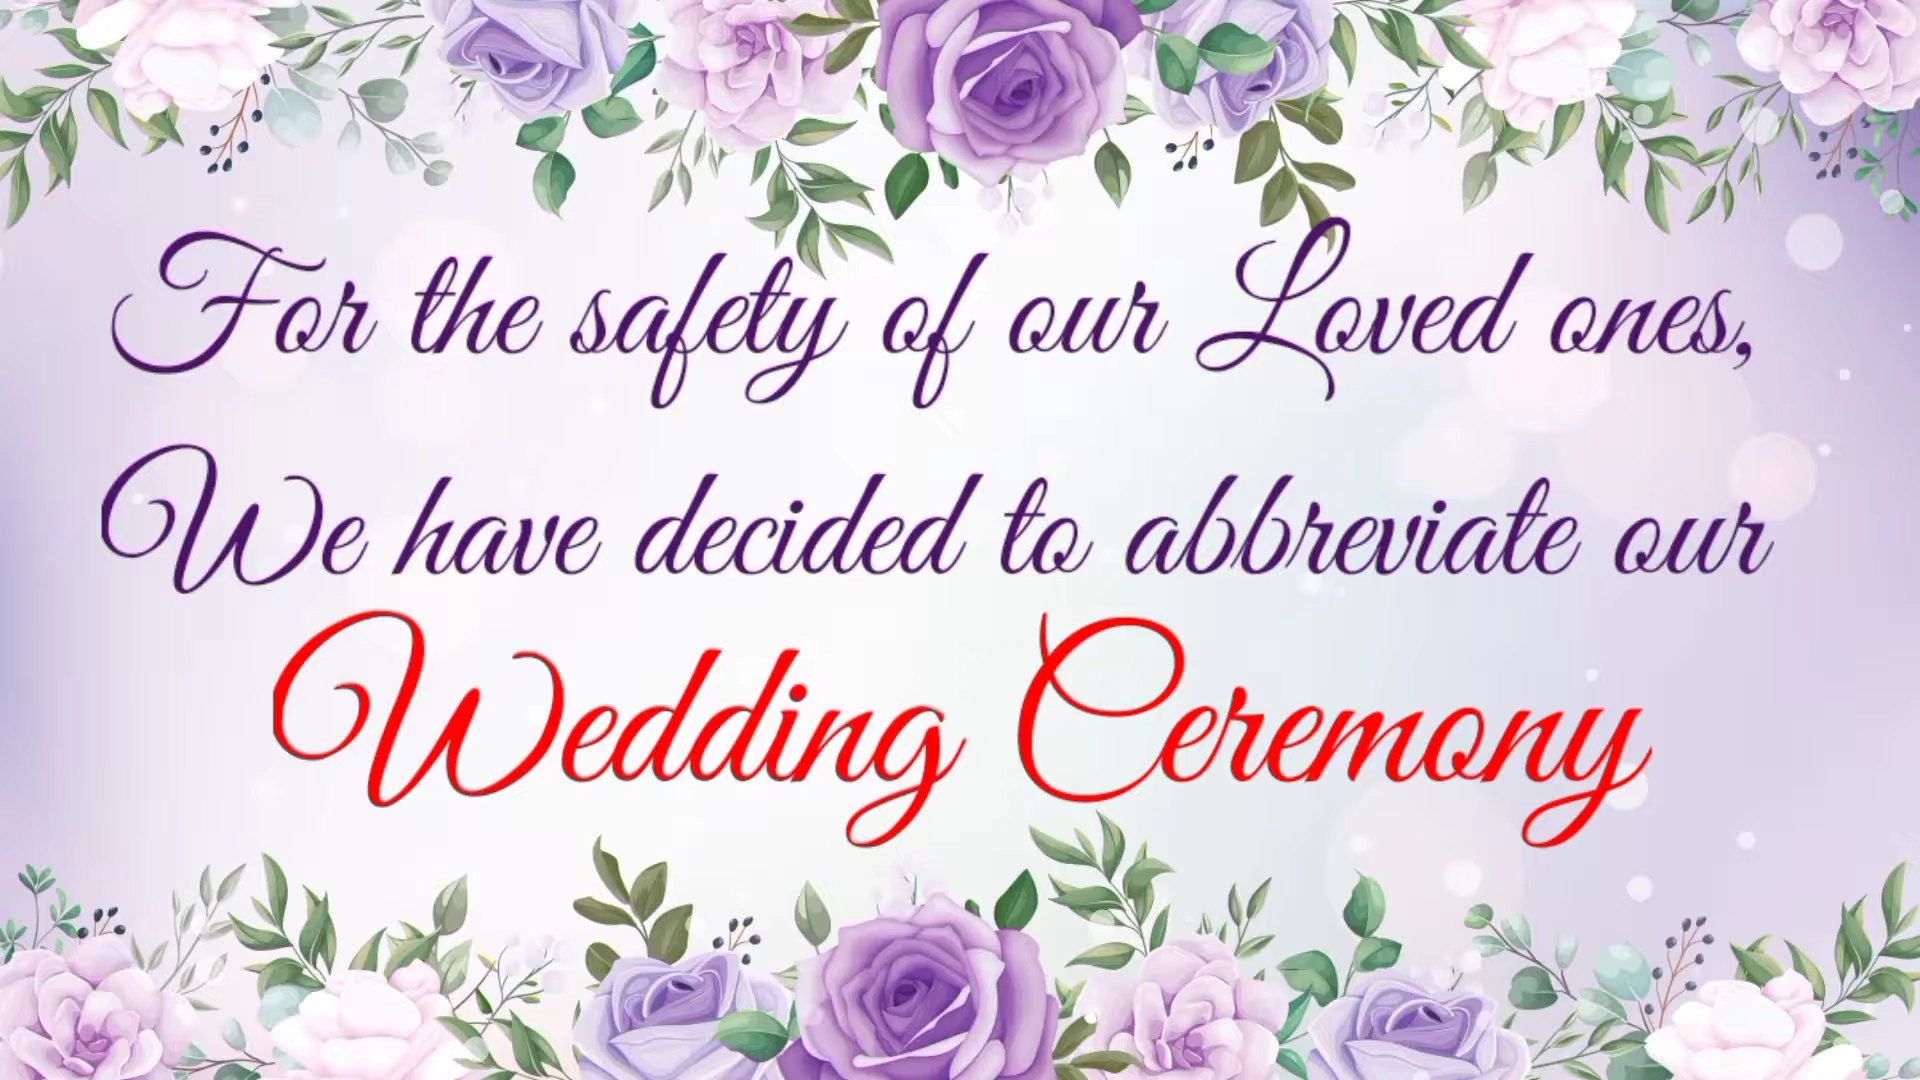 For the safety of our Loved ones,
We have decided to abbreviate our
Wedding Ceremony